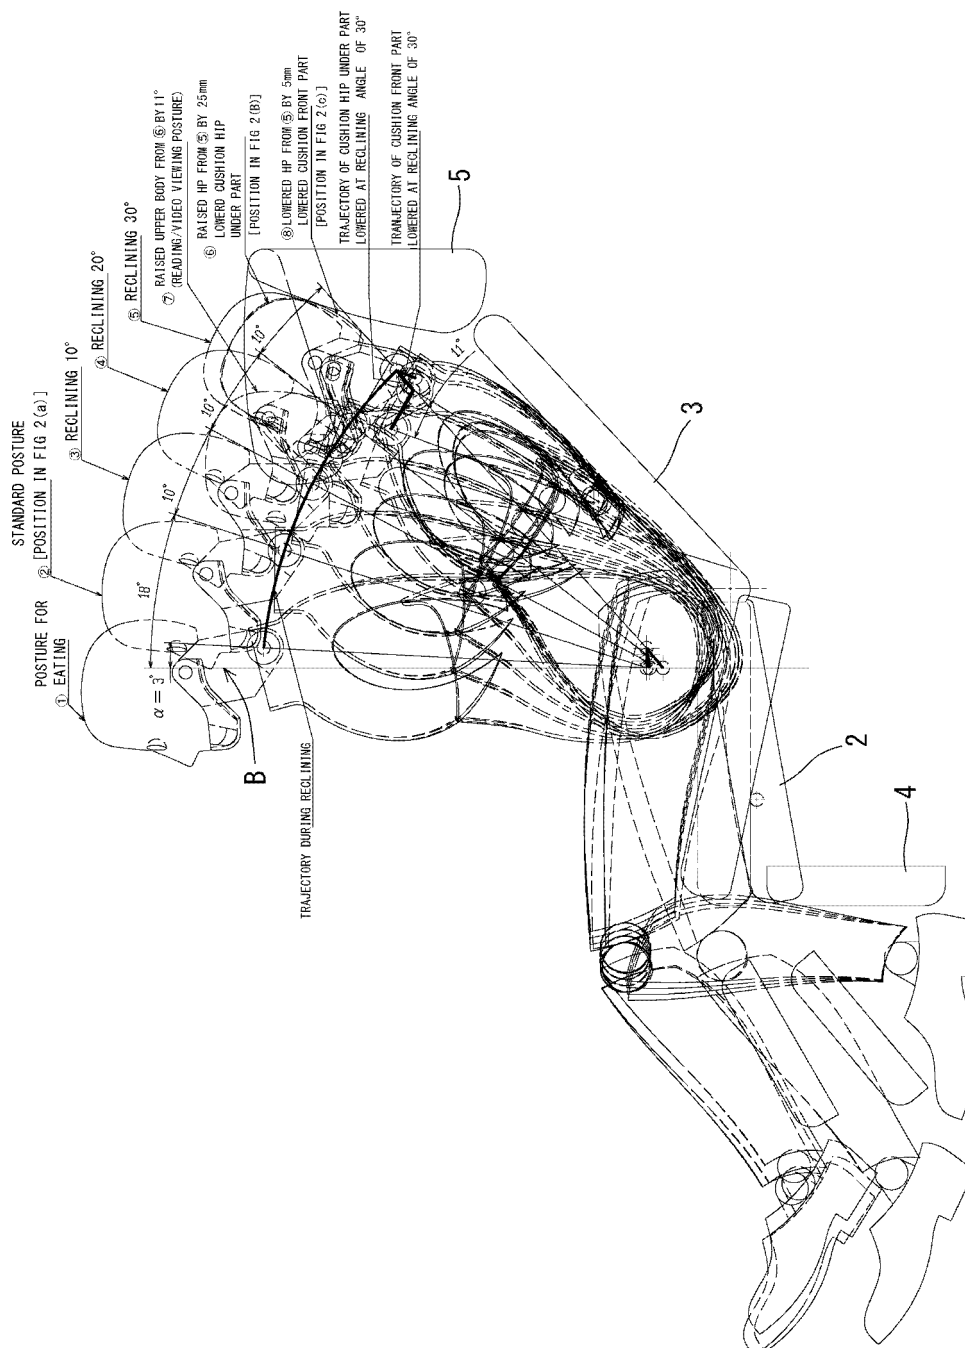 POSTURE FOR
① EATING
STANDARD POSTURE
② [POSITION IN FIG 2(a)]
③ RECLINING 10°
④ RECLINING 20°
⑤ RECLINING 30°
⑦ RAISED UPPER BODY FROM ⑥ BY11°
(READING/VIDEO VIEWING POSTURE)
⑥ RAISED HP FROM ⑤ BY 25mm
LOWERD CUSHION HIP
UNDER PART
[POSITION IN FIG 2(B)]
⑧ LOWERED HP FROM ⑤ BY 5mm
LOWERED CUSHION FRONT PART
[POSITION IN FIG 2(c)]
TRAJECTORY OF CUSHION HIP UNDER PART
LOWERED AT RECLINING ANGLE OF 30°
TRANJECTORY OF CUSHION FRONT PART
LOWERED AT RECLINING ANGLE OF 30°
α = 3°
18°
10°
10°
10°
11°
B
TRAJECTORY DURING RECLINING
5
3
2
4